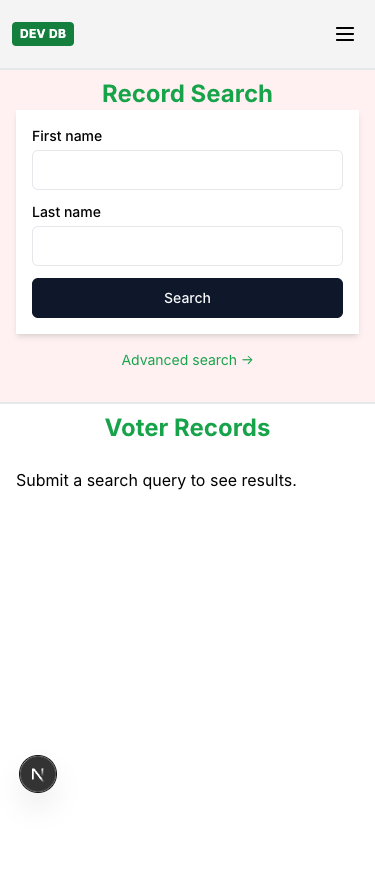 DEV DB
Record Search
First name
Last name
Search
Advanced search →
Voter Records
Submit a search query to see results.
N